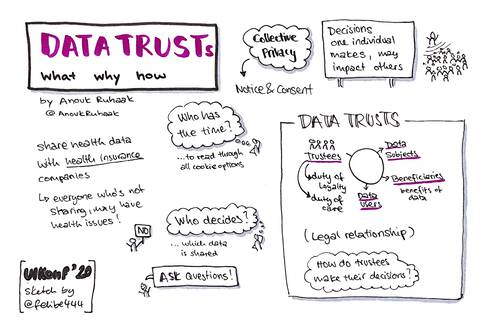 DATA TRUSTs
what why how
by Anouk Ruhaak
@AnoukRuhaak
share health data
with health insurance
companies
↳ everyone who's not
sharing, may have
health issues!
NO
UIKonf '20
sketch by
@felibe444
Collective
Privacy
Notice & Consent
Decisions
one individual
makes, may
impact others
Who has
the time?
...to read through
all cookie options
Who decides?
... which data
is shared
ASK Questions!
DATA TRUSTS
Trustees
duty of
loyalty
duty of
care
Data
Subjects
Beneficiaries
benefits of
data
Data
Users
(Legal relationship)
How do trustees
make their decisions?